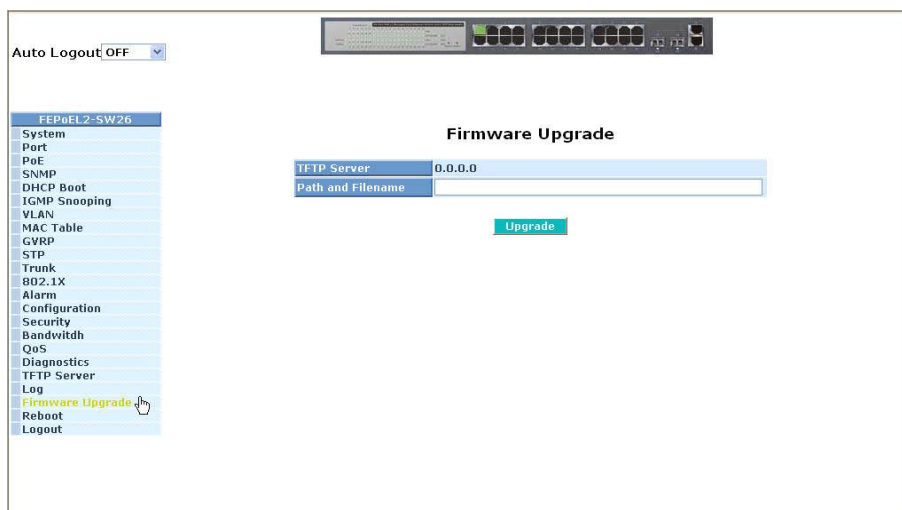 Auto Logout OFF
FEPoEL2-SW26
System
Port
PoE
SNMP
DHCP Boot
IGMP Snooping
VLAN
MAC Table
GVRP
STP
Trunk
802.1X
Alarm
Configuration
Security
Bandwitdh
QoS
Diagnostics
TFTP Server
Log
Firmware Upgrade
Reboot
Logout
Firmware Upgrade
TFTP Server 0.0.0.0
Path and Filename
Upgrade